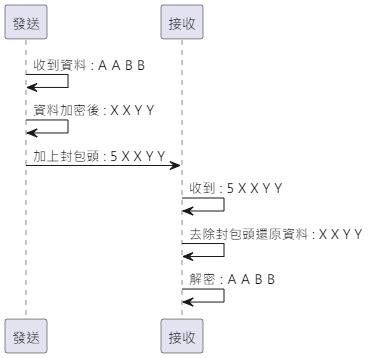 發送 接收
收到資料 : A A B B
資料加密後 : X X Y Y
加上封包頭 : 5 X X Y Y
收到 : 5 X X Y Y
去除封包頭還原資料 : X X Y Y
解密 : A A B B
發送 接收